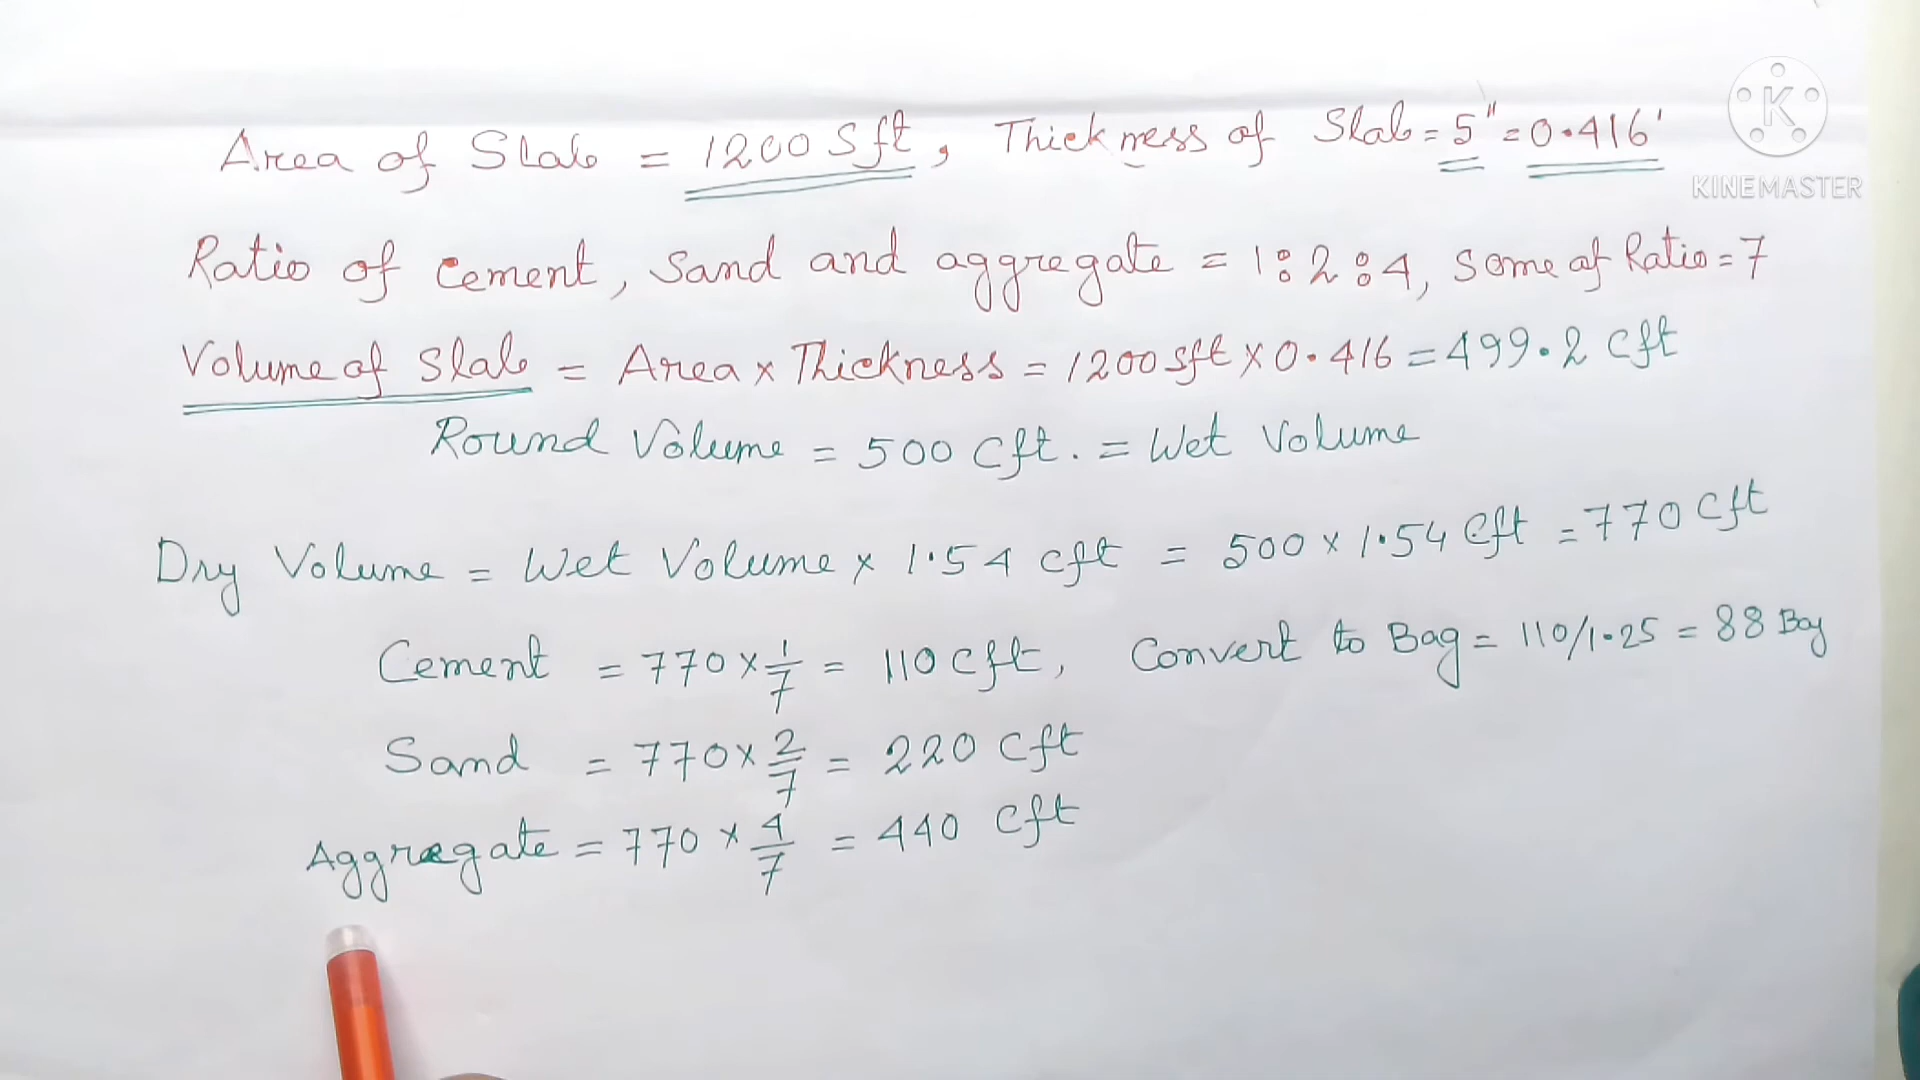 Area of Slab = 1200 Sft, Thickness of Slab = 5" = 0.416'
KINEMASTER
Ratio of Cement, Sand and aggregate = 1:2:4, Some of Ratio = 7
Volume of Slab = Area x Thickness = 1200 sft x 0.416 = 499.2 Cft
Round Volume = 500 Cft. = Wet Volume
Dry Volume = Wet Volume x 1.54 cft = 500 x 1.54 Cft = 770 Cft
Cement = 770 x 1/7 = 110 Cft, Convert to Bag = 110/1.25 = 88 Bag
Sand = 770 x 2/7 = 220 Cft
Aggregate = 770 x 4/7 = 440 Cft